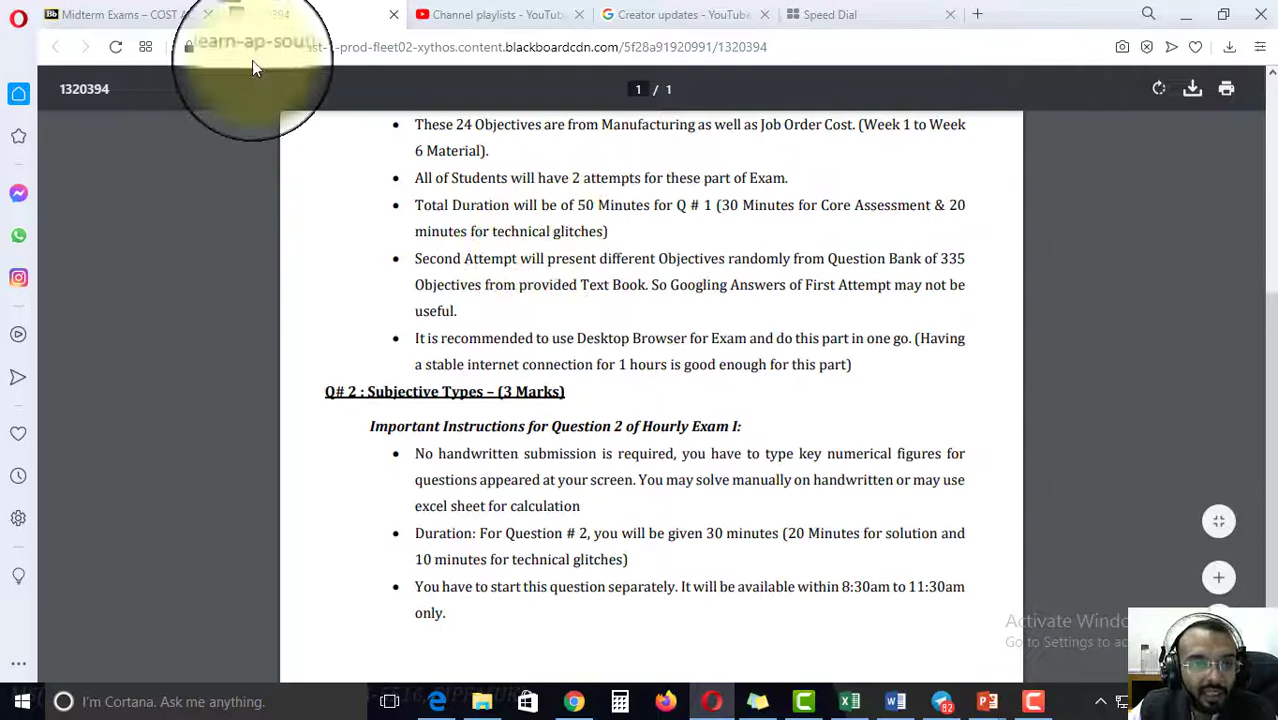 Midterm Exams – COST A
0394
Channel playlists - YouTub
Creator updates - YouTub
Speed Dial
learn-ap-sout
st-1-prod-fleet02-xythos.content.blackboardcdn.com/5f28a91920991/1320394
1320394
1 / 1
• These 24 Objectives are from Manufacturing as well as Job Order Cost. (Week 1 to Week
6 Material).
• All of Students will have 2 attempts for these part of Exam.
• Total Duration will be of 50 Minutes for Q # 1 (30 Minutes for Core Assessment & 20
minutes for technical glitches)
• Second Attempt will present different Objectives randomly from Question Bank of 335
Objectives from provided Text Book. So Googling Answers of First Attempt may not be
useful.
• It is recommended to use Desktop Browser for Exam and do this part in one go. (Having
a stable internet connection for 1 hours is good enough for this part)
Q# 2 : Subjective Types – (3 Marks)
Important Instructions for Question 2 of Hourly Exam I:
• No handwritten submission is required, you have to type key numerical figures for
questions appeared at your screen. You may solve manually on handwritten or may use
excel sheet for calculation
• Duration: For Question # 2, you will be given 30 minutes (20 Minutes for solution and
10 minutes for technical glitches)
• You have to start this question separately. It will be available within 8:30am to 11:30am
only.
Activate Windo
Go to Settings to ac
I'm Cortana. Ask me anything.
82